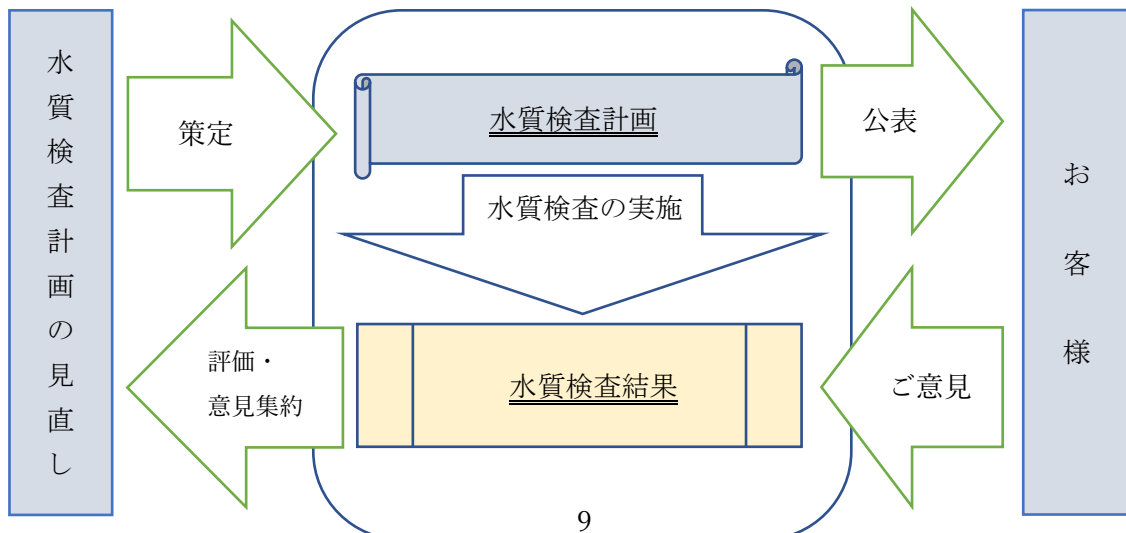 水質検査計画の見直し
策定
水質検査計画
公表
お客様
水質検査の実施
評価・
意見集約
水質検査結果
ご意見
9